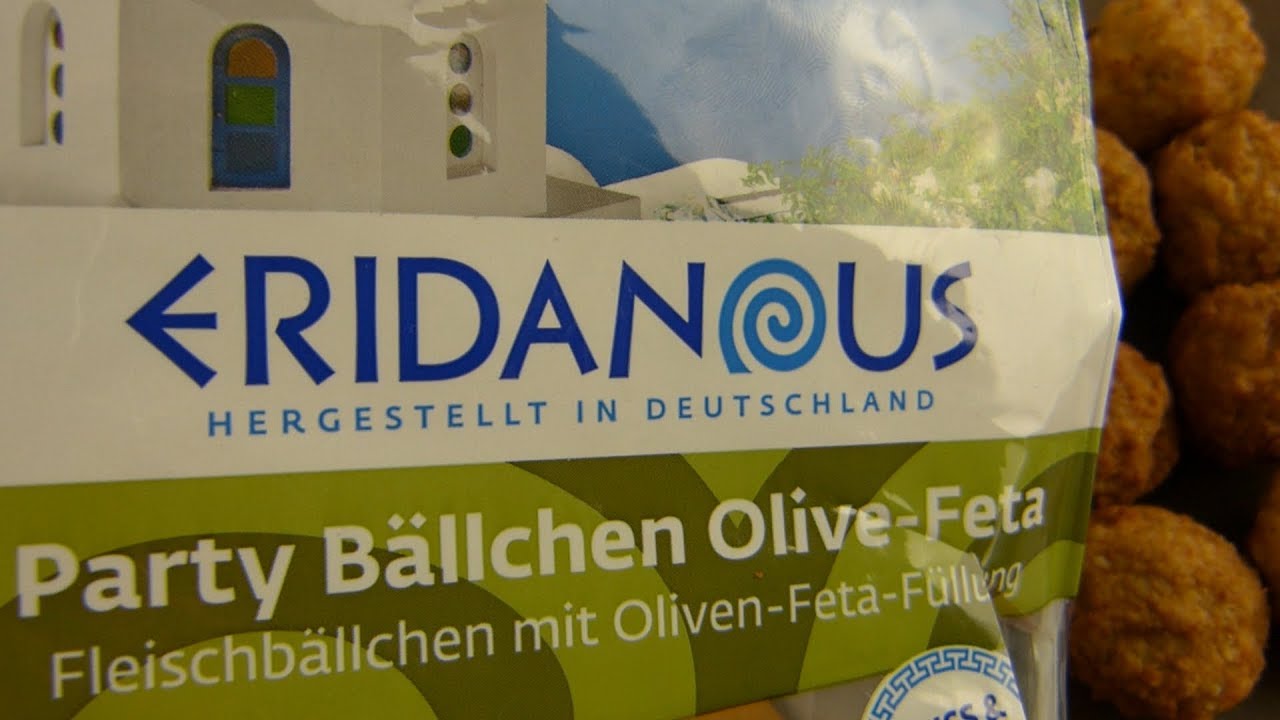 ERIDANOUS
HERGESTELLT IN DEUTSCHLAND
Party Bällchen Olive-Feta
Fleischbällchen mit Oliven-Feta-Füllung